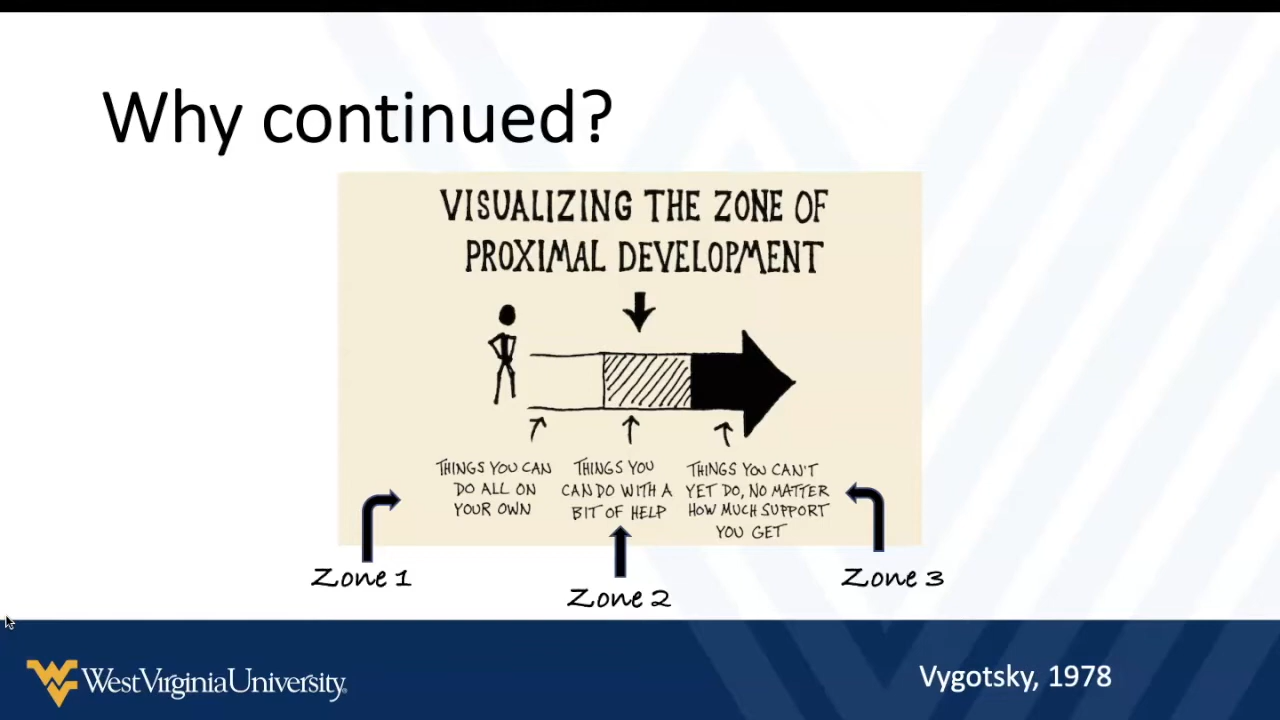 Why continued?
VISUALIZING THE ZONE OF
PROXIMAL DEVELOPMENT
THINGS YOU CAN
DO ALL ON
YOUR OWN
THINGS YOU
CAN DO WITH A
BIT OF HELP
THINGS YOU CAN'T
YET DO, NO MATTER
HOW MUCH SUPPORT
YOU GET
Zone 1
Zone 2
Zone 3
WV WestVirginiaUniversity.
Vygotsky, 1978